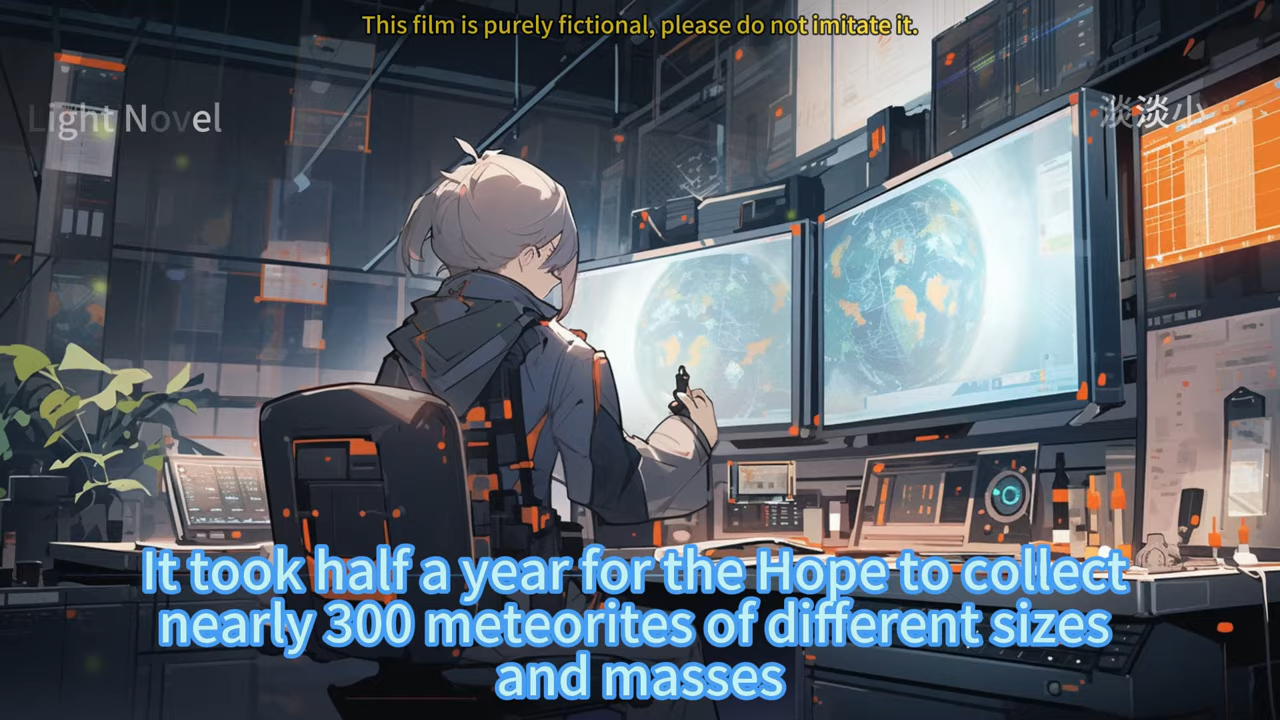 This film is purely fictional, please do not imitate it.
Light Novel
淡淡小
It took half a year for the Hope to collect
nearly 300 meteorites of different sizes
and masses